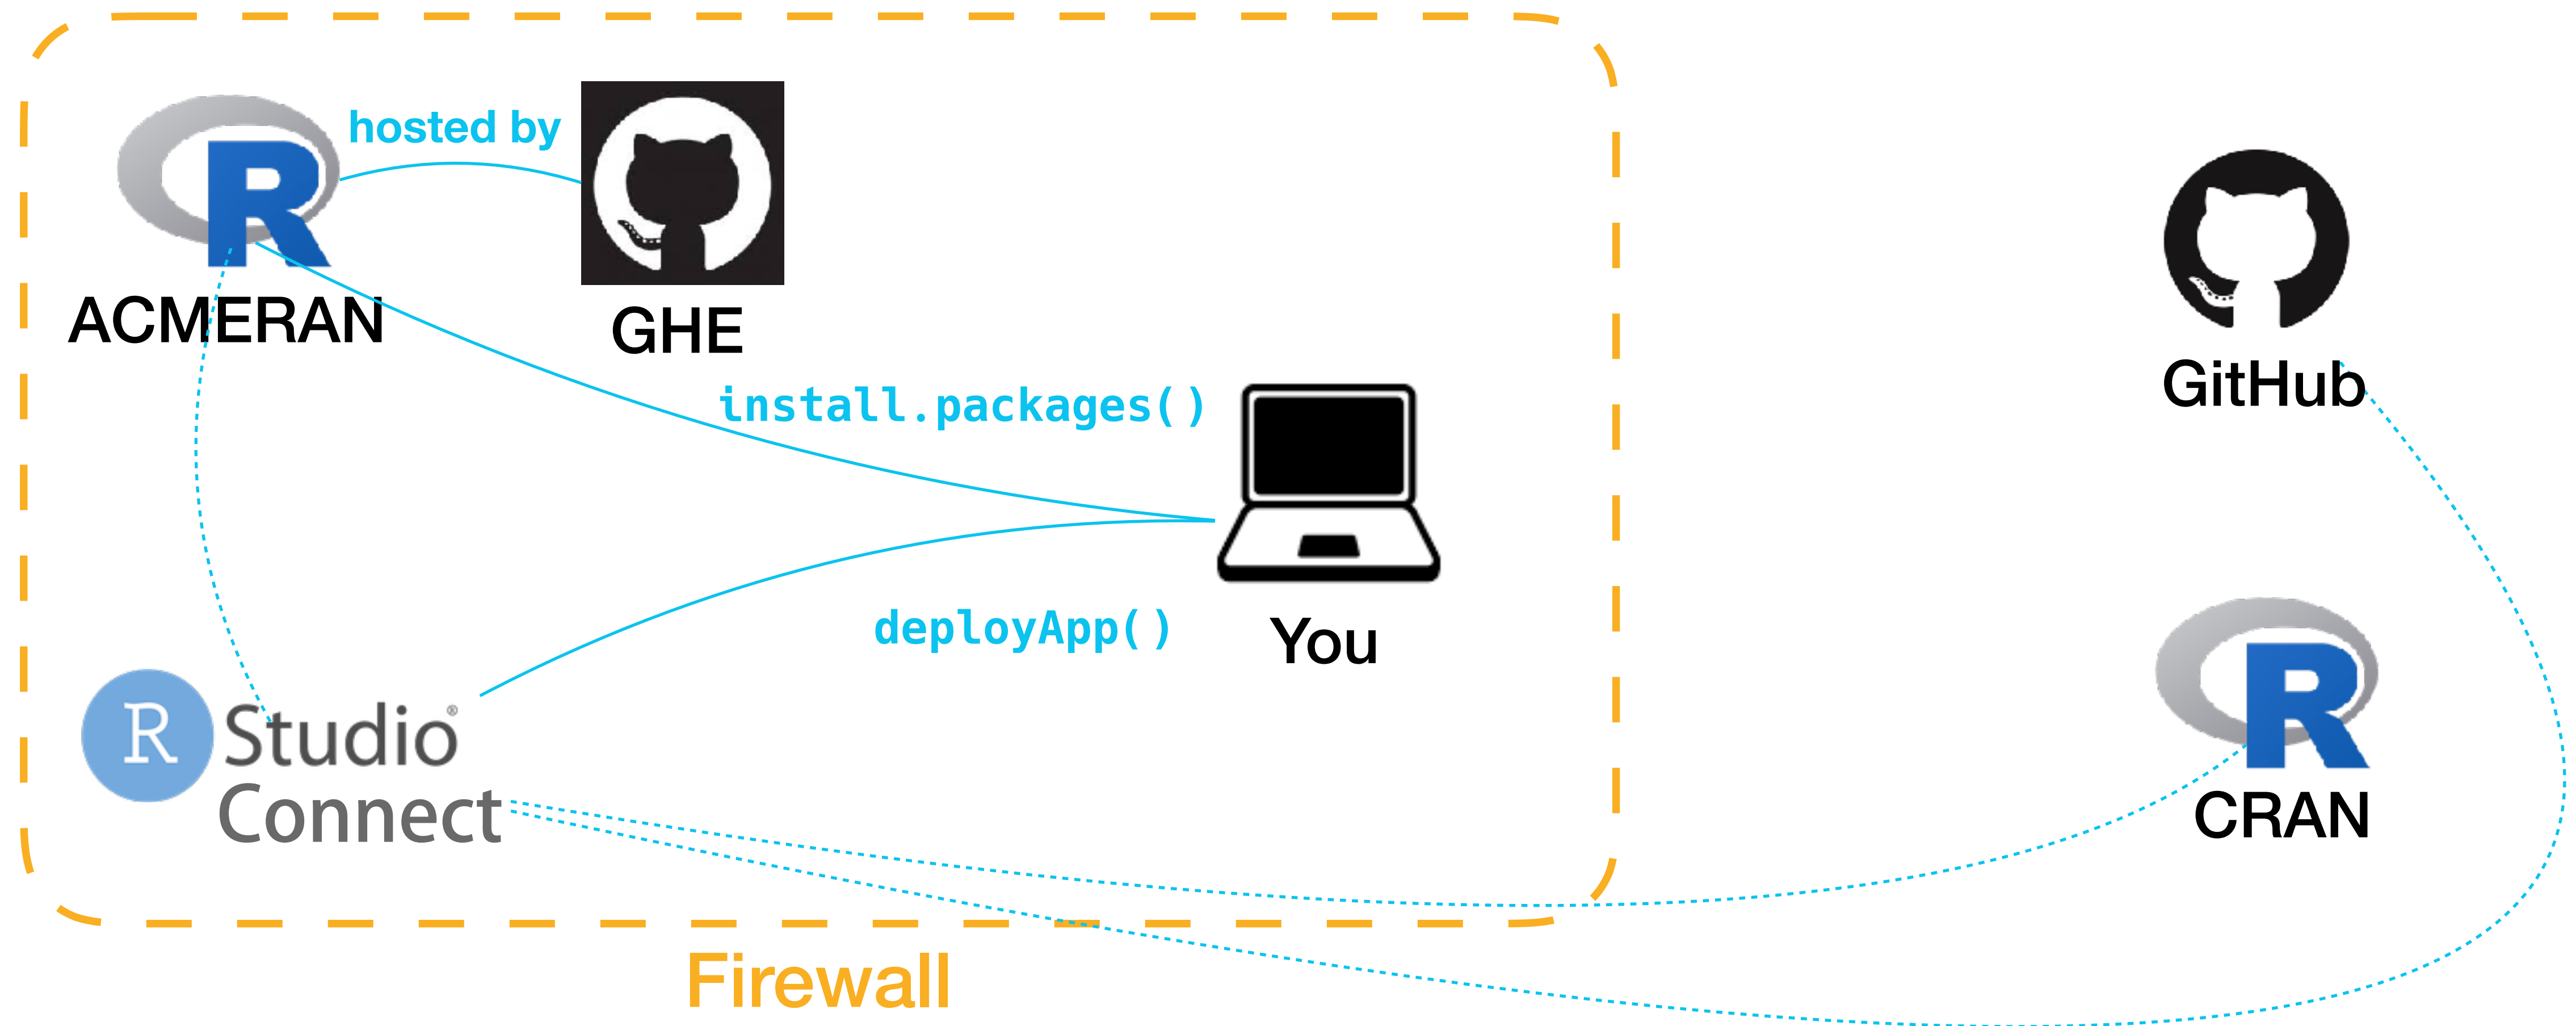 hosted by
ACMERAN
GHE
install.packages()
GitHub
deployApp()
You
R Studio®
Connect
CRAN
Firewall